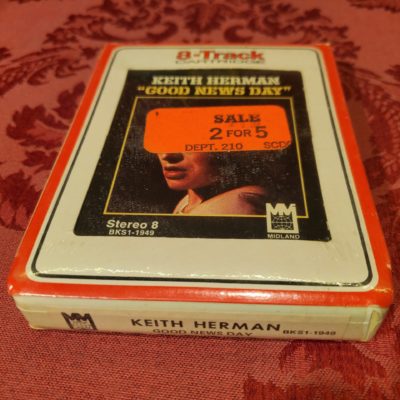 8-Track
CARTRIDGE
KEITH HERMAN
"GOOD NEWS DAY"
SALE
2 FOR 5
DEPT. 210 SCD
Stereo 8
BKS1-1949
MIDLAND
KEITH HERMAN
GOOD NEWS DAY
BKS1-1949